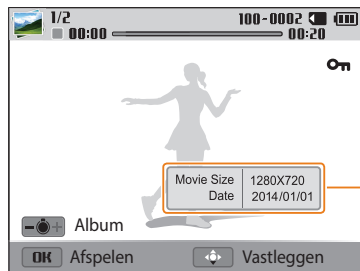 1/2 100-0002
00:00 00:20
Movie Size 1280X720
Date 2014/01/01
Album
OK Afspelen Vastleggen